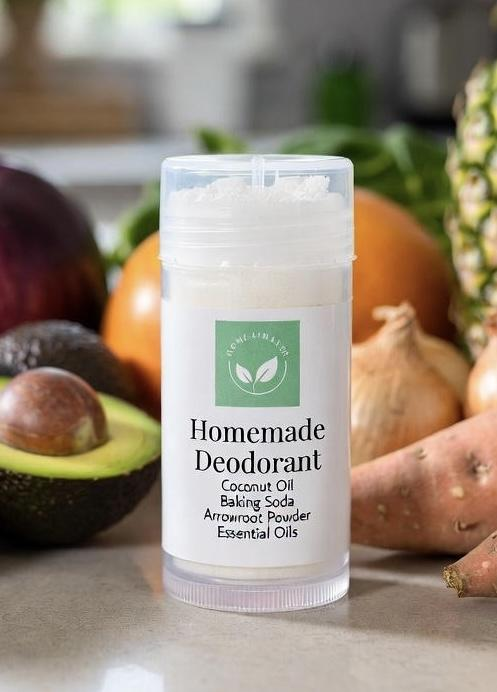 Homemade
Deodorant
Coconut Oil
Baking Soda
Arrowroot Powder
Essential Oils